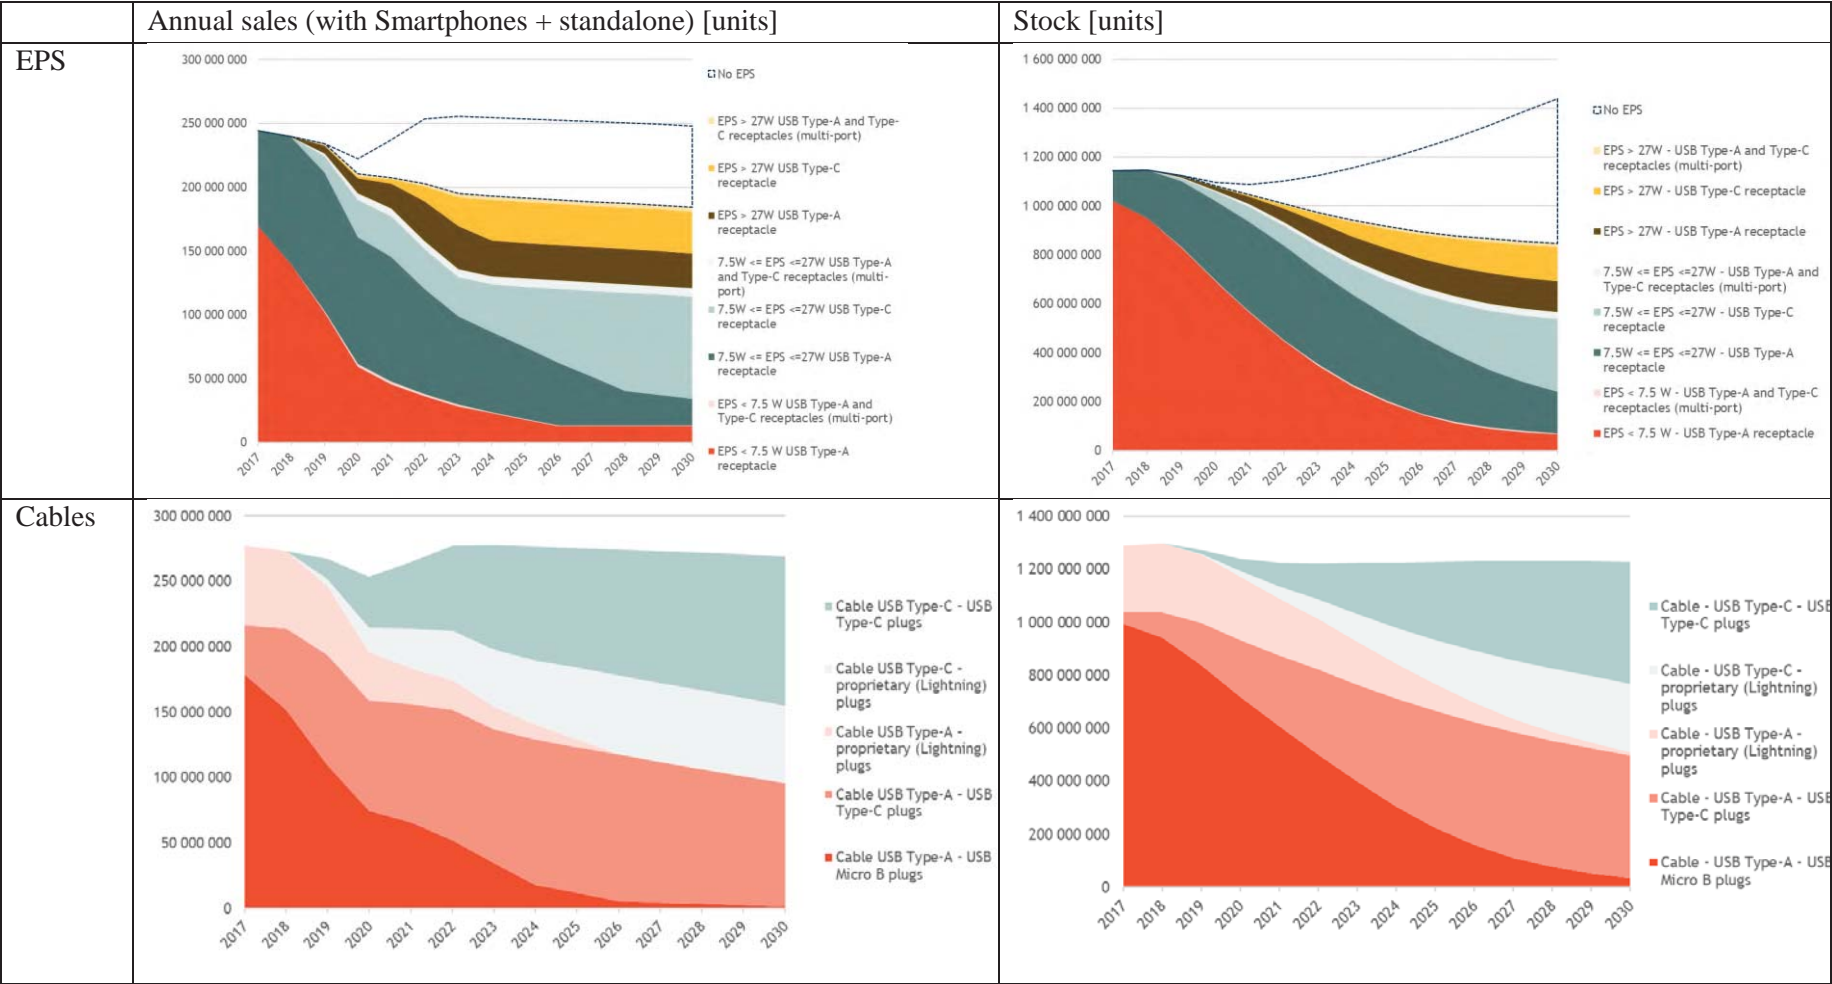 Annual sales (with Smartphones + standalone) [units]
Stock [units]
EPS
300 000 000
250 000 000
200 000 000
150 000 000
100 000 000
50 000 000
0
2017
2018
2019
2020
2021
2022
2023
2024
2025
2026
2027
2028
2029
2030
No EPS
EPS > 27W USB Type-A and Type-
C receptacles (multi-port)
EPS > 27W USB Type-C
receptacle
EPS > 27W USB Type-A
receptacle
7.5W <= EPS <=27W USB Type-A
and Type-C receptacles (multi-
port)
7.5W <= EPS <=27W USB Type-C
receptacle
7.5W <= EPS <=27W USB Type-A
receptacle
EPS < 7.5 W USB Type-A and
Type-C receptacles (multi-port)
EPS < 7.5 W USB Type-A
receptacle
1 600 000 000
1 400 000 000
1 200 000 000
1 000 000 000
800 000 000
600 000 000
400 000 000
200 000 000
0
2017
2018
2019
2020
2021
2022
2023
2024
2025
2026
2027
2028
2029
2030
No EPS
EPS > 27W - USB Type-A and Type-C
receptacles (multi-port)
EPS > 27W - USB Type-C receptacle
EPS > 27W - USB Type-A receptacle
7.5W <= EPS <=27W - USB Type-A and
Type-C receptacles (multi-port)
7.5W <= EPS <=27W - USB Type-C
receptacle
7.5W <= EPS <=27W - USB Type-A
receptacle
EPS < 7.5 W - USB Type-A and Type-C
receptacles (multi-port)
EPS < 7.5 W - USB Type-A receptacle
Cables
300 000 000
250 000 000
200 000 000
150 000 000
100 000 000
50 000 000
0
2017
2018
2019
2020
2021
2022
2023
2024
2025
2026
2027
2028
2029
2030
Cable USB Type-C - USB
Type-C plugs
Cable USB Type-C -
proprietary (Lightning)
plugs
Cable USB Type-A -
proprietary (Lightning)
plugs
Cable USB Type-A - USB
Type-C plugs
Cable USB Type-A - USB
Micro B plugs
1 400 000 000
1 200 000 000
1 000 000 000
800 000 000
600 000 000
400 000 000
200 000 000
0
2017
2018
2019
2020
2021
2022
2023
2024
2025
2026
2027
2028
2029
2030
Cable - USB Type-C - USB
Type-C plugs
Cable - USB Type-C -
proprietary (Lightning)
plugs
Cable - USB Type-A -
proprietary (Lightning)
plugs
Cable - USB Type-A - USB
Type-C plugs
Cable - USB Type-A - USB
Micro B plugs